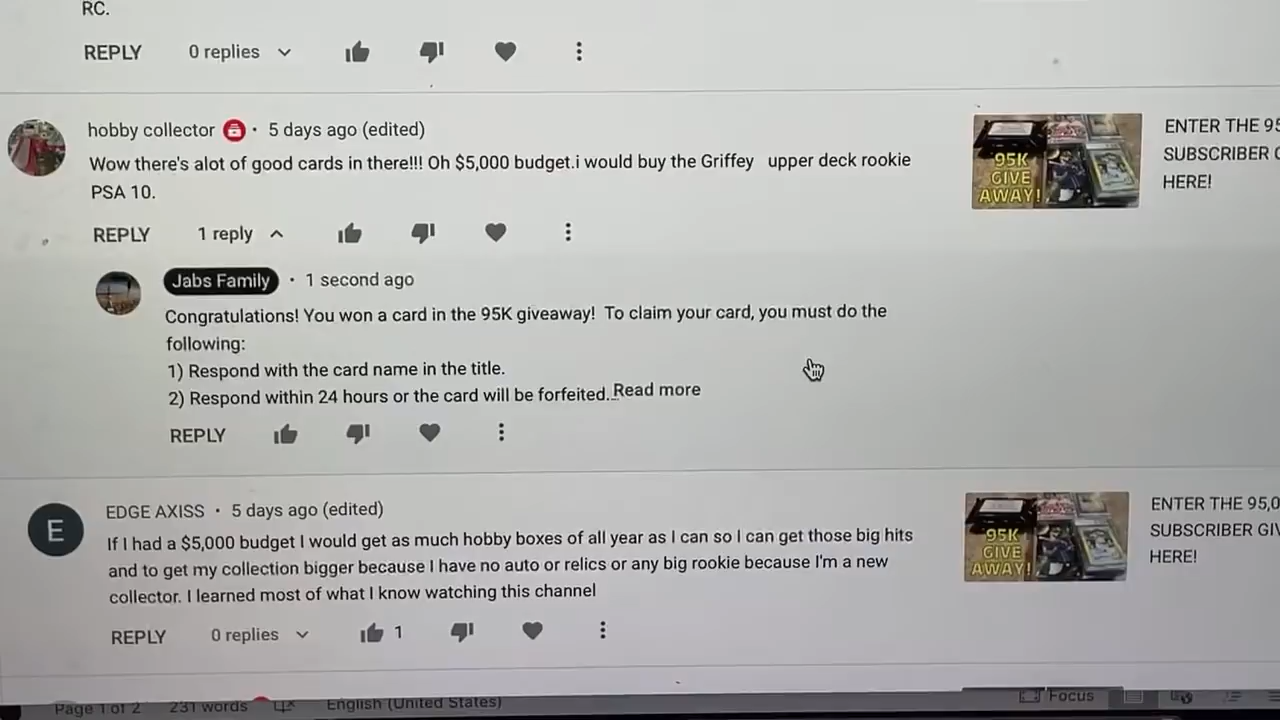 RC.
REPLY 0 replies
hobby collector · 5 days ago (edited)
Wow there's alot of good cards in there!!! Oh $5,000 budget.i would buy the Griffey upper deck rookie
PSA 10.
REPLY 1 reply
95K
GIVE
AWAY!
ENTER THE 95
SUBSCRIBER G
HERE!
Jabs Family · 1 second ago
Congratulations! You won a card in the 95K giveaway! To claim your card, you must do the
following:
1) Respond with the card name in the title.
2) Respond within 24 hours or the card will be forfeited... Read more
REPLY
E
EDGE AXISS · 5 days ago (edited)
If I had a $5,000 budget I would get as much hobby boxes of all year as I can so I can get those big hits
and to get my collection bigger because I have no auto or relics or any big rookie because I'm a new
collector. I learned most of what I know watching this channel
REPLY 0 replies 1
95K
GIVE
AWAY!
ENTER THE 95,0
SUBSCRIBER GIV
HERE!
Page 1 of 2 231 words English (United States) Focus